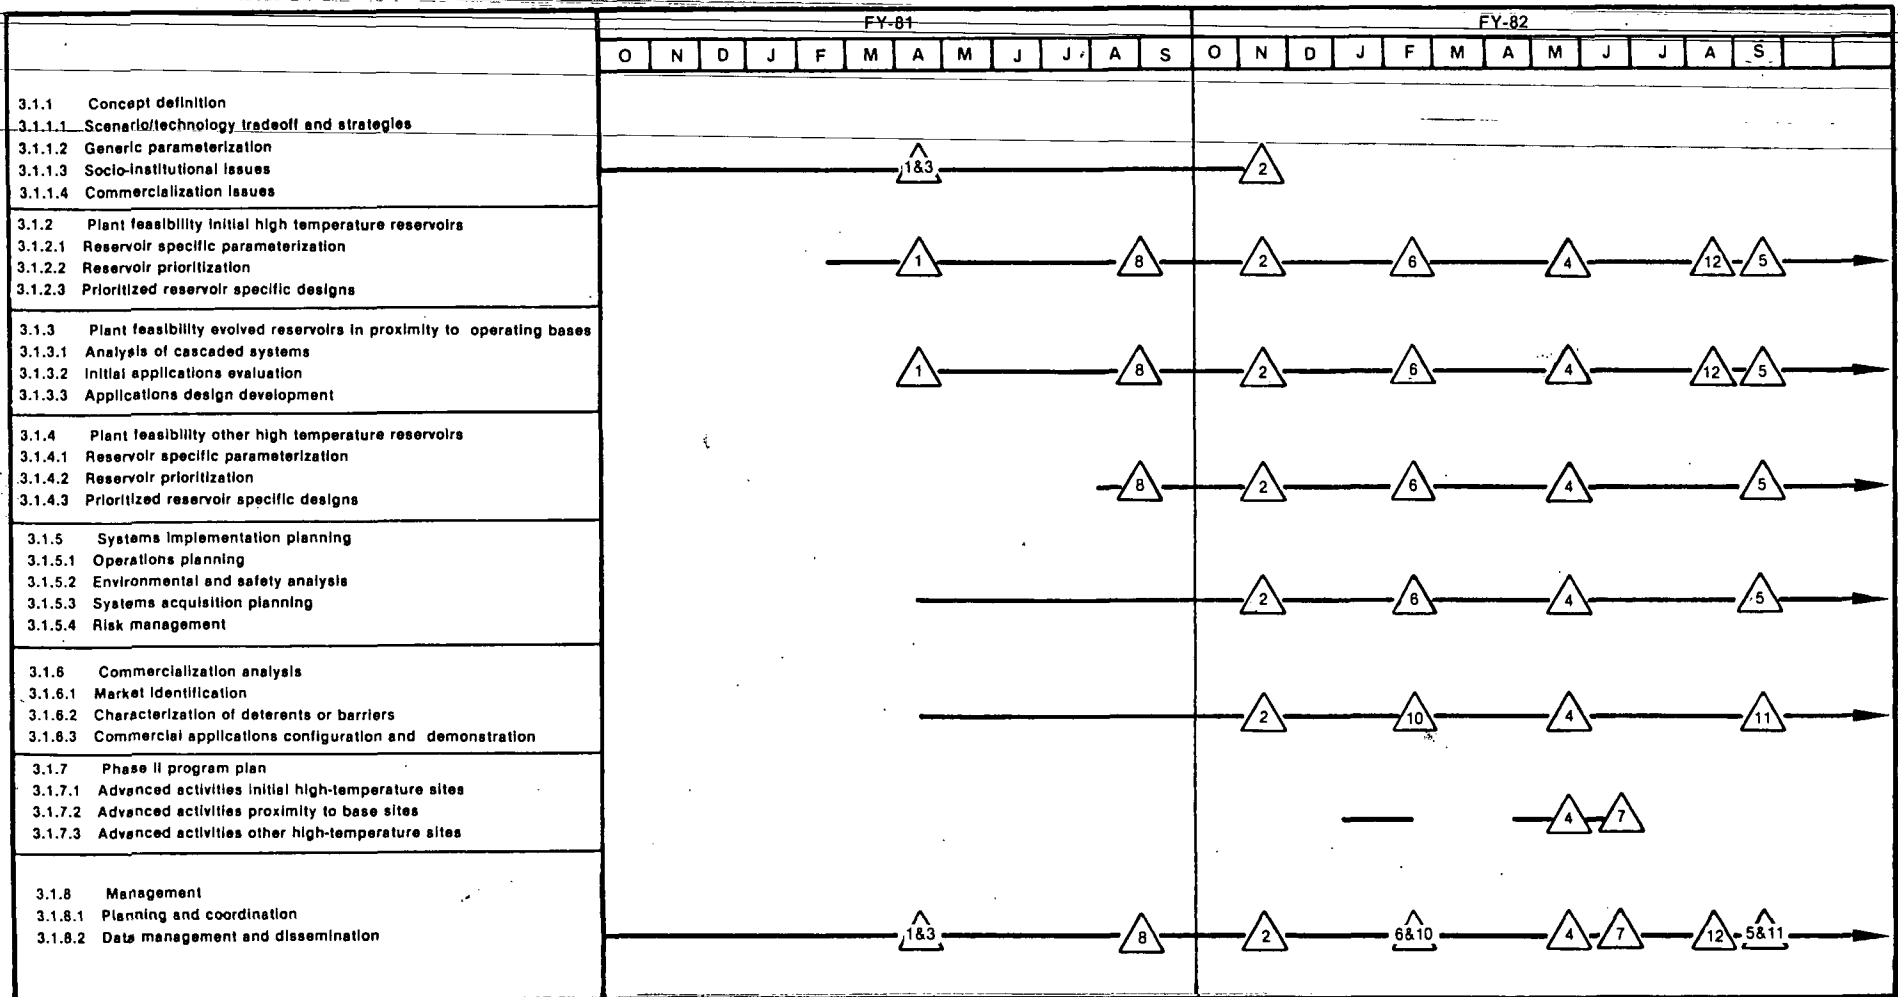 FY-81 FY-82
O N D J F M A M J J A S O N D J F M A M J J A S
3.1.1 Concept definition
3.1.1.1 Scenario/technology tradeoff and strategies
3.1.1.2 Generic parameterization
3.1.1.3 Socio-institutional issues
3.1.1.4 Commercialization issues
1&3 2
3.1.2 Plant feasibility initial high temperature reservoirs
3.1.2.1 Reservoir specific parameterization
3.1.2.2 Reservoir prioritization
3.1.2.3 Prioritized reservoir specific designs
1 8 2 6 4 12 5
3.1.3 Plant feasibility evolved reservoirs in proximity to operating bases
3.1.3.1 Analysis of cascaded systems
3.1.3.2 Initial applications evaluation
3.1.3.3 Applications design development
1 8 2 6 4 12 5
3.1.4 Plant feasibility other high temperature reservoirs
3.1.4.1 Reservoir specific parameterization
3.1.4.2 Reservoir prioritization
3.1.4.3 Prioritized reservoir specific designs
8 2 6 4 5
3.1.5 Systems implementation planning
3.1.5.1 Operations planning
3.1.5.2 Environmental and safety analysis
3.1.5.3 Systems acquisition planning
3.1.5.4 Risk management
2 6 4 5
3.1.6 Commercialization analysis
3.1.6.1 Market identification
3.1.6.2 Characterization of deterents or barriers
3.1.6.3 Commercial applications configuration and demonstration
2 10 4 11
3.1.7 Phase II program plan
3.1.7.1 Advanced activities initial high-temperature sites
3.1.7.2 Advanced activities proximity to base sites
3.1.7.3 Advanced activities other high-temperature sites
4 7
3.1.8 Management
3.1.8.1 Planning and coordination
3.1.8.2 Data management and dissemination
1&3 8 2 6&10 4 7 12 5&11